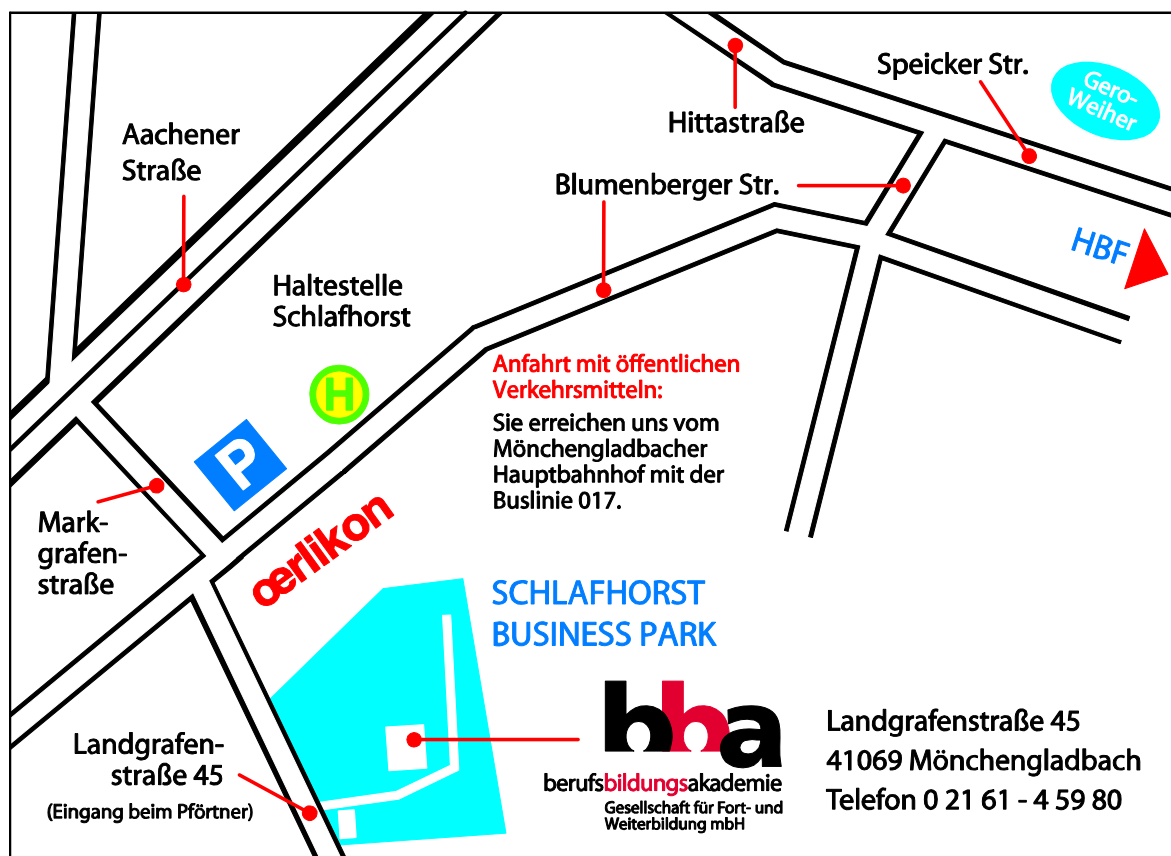 Speicker Str.
Gero-
Weiher
Hittastraße
Aachener
Straße
Blumenberger Str.
HBF
Haltestelle
Schlafhorst
H
P
Anfahrt mit öffentlichen
Verkehrsmitteln:
Sie erreichen uns vom
Mönchengladbacher
Hauptbahnhof mit der
Buslinie 017.
Mark-
grafen-
straße
oerlikon
SCHLAFHORST
BUSINESS PARK
bba
berufsbildungsakademie
Gesellschaft für Fort- und
Weiterbildung mbH
Landgrafenstraße 45
41069 Mönchengladbach
Telefon 0 21 61 - 4 59 80
Landgrafen-
straße 45
(Eingang beim Pförtner)